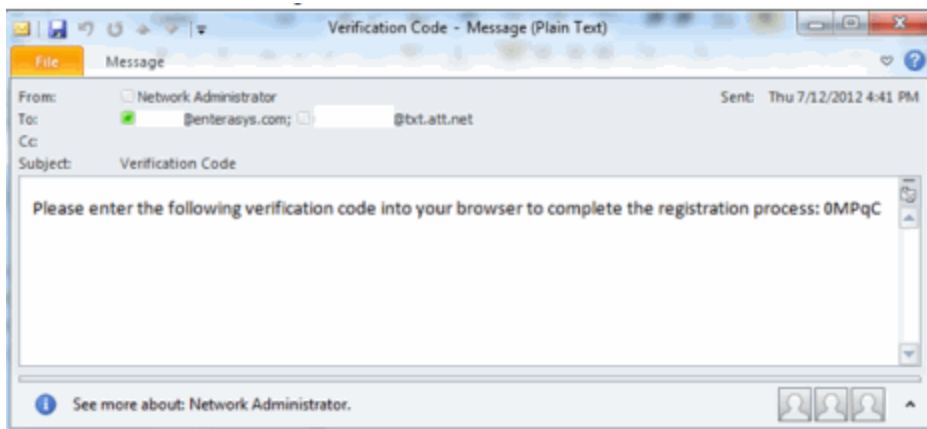 Verification Code - Message (Plain Text)
File Message
From: Network Administrator Sent: Thu 7/12/2012 4:41 PM
To: @enterasys.com; @txt.att.net
Cc:
Subject: Verification Code
Please enter the following verification code into your browser to complete the registration process: 0MPqC
See more about: Network Administrator.